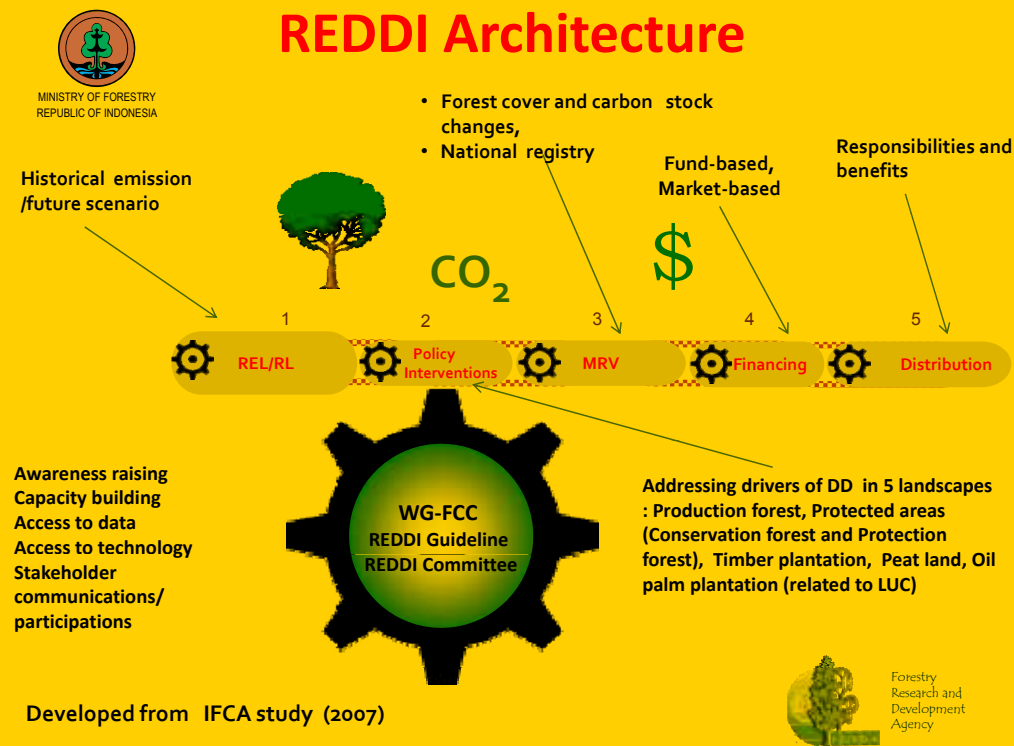 REDDI Architecture
MINISTRY OF FORESTRY
REPUBLIC OF INDONESIA
• Forest cover and carbon stock
changes,
• National registry
Fund-based,
Market-based
Responsibilities and
benefits
Historical emission
/future scenario
CO₂
$
1
2
3
4
5
REL/RL
Policy
Interventions
MRV
Financing
Distribution
Awareness raising
Capacity building
Access to data
Access to technology
Stakeholder
communications/
participations
WG-FCC
REDDI Guideline
REDDI Committee
Addressing drivers of DD in 5 landscapes
: Production forest, Protected areas
(Conservation forest and Protection
forest), Timber plantation, Peat land, Oil
palm plantation (related to LUC)
Developed from IFCA study (2007)
Forestry
Research and
Development
Agency